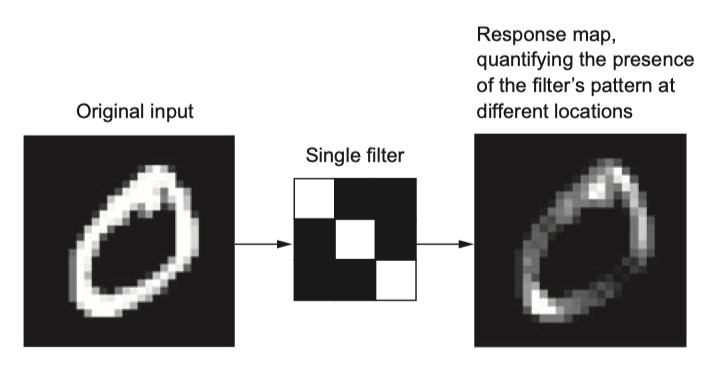 Original input
Single filter
Response map,
quantifying the presence
of the filter's pattern at
different locations